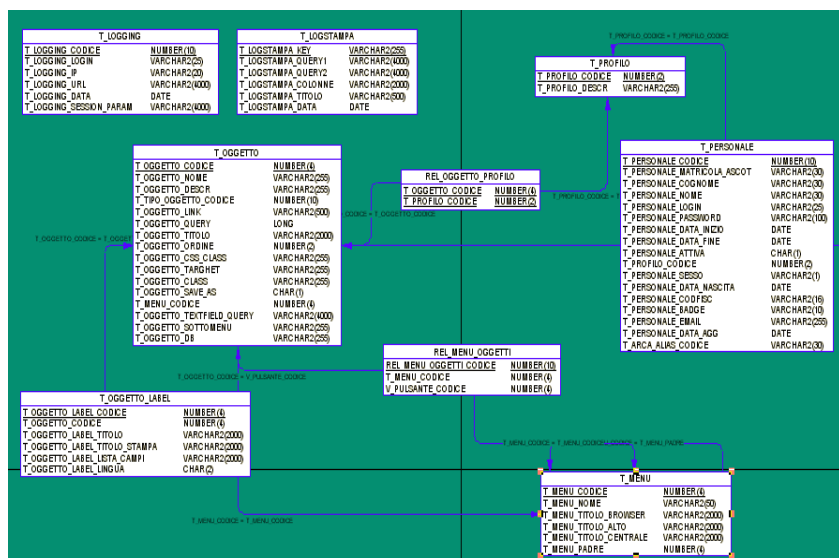 T_LOGGING
T_LOGGING_CODICE NUMBER(10)
T_LOGGING_LOGIN VARCHAR2(25)
T_LOGGING_IP VARCHAR2(20)
T_LOGGING_URL VARCHAR2(4000)
T_LOGGING_DATA DATE
T_LOGGING_SESSION_PARAM VARCHAR2(4000)
T_LOGSTAMPA
T_LOGSTAMPA_KEY VARCHAR2(255)
T_LOGSTAMPA_QUERY1 VARCHAR2(4000)
T_LOGSTAMPA_QUERY2 VARCHAR2(4000)
T_LOGSTAMPA_COLONNE VARCHAR2(2000)
T_LOGSTAMPA_TITOLO VARCHAR2(500)
T_LOGSTAMPA_DATA DATE
T_PROFILO_CODICE = T_PROFILO_CODICE
T_PROFILO
T_PROFILO_CODICE NUMBER(2)
T_PROFILO_DESCR VARCHAR2(255)
T_OGGETTO
T_OGGETTO_CODICE NUMBER(4)
T_OGGETTO_NOME VARCHAR2(255)
T_OGGETTO_DESCR VARCHAR2(255)
T_TIPO_OGGETTO_CODICE NUMBER(10)
T_OGGETTO_LINK VARCHAR2(500)
T_OGGETTO_QUERY LONG
T_OGGETTO_TITOLO VARCHAR2(2000)
T_OGGETTO_ORDINE NUMBER(2)
T_OGGETTO_CSS_CLASS VARCHAR2(255)
T_OGGETTO_TARGHET VARCHAR2(255)
T_OGGETTO_CLASS VARCHAR2(255)
T_OGGETTO_SAVE_AS CHAR(1)
T_MENU_CODICE NUMBER(4)
T_OGGETTO_TEXTFIELD_QUERY VARCHAR2(4000)
T_OGGETTO_SOTTOMENU VARCHAR2(255)
T_OGGETTO_DB VARCHAR2(255)
REL_OGGETTO_PROFILO
T_OGGETTO_CODICE NUMBER(4)
T_PROFILO_CODICE NUMBER(2)
_CODICE = T_OGGETTO_CODICE
T_PROFILO_CODICE =
T_OGGETTO_CODICE = T_OGGET
T_PERSONALE
T_PERSONALE_CODICE NUMBER(10)
T_PERSONALE_MATRICOLA_ASCOT VARCHAR2(30)
T_PERSONALE_COGNOME VARCHAR2(30)
T_PERSONALE_NOME VARCHAR2(30)
T_PERSONALE_LOGIN VARCHAR2(25)
T_PERSONALE_PASSWORD VARCHAR2(100)
T_PERSONALE_DATA_INIZIO DATE
T_PERSONALE_DATA_FINE DATE
T_PERSONALE_ATTIVA CHAR(1)
T_PROFILO_CODICE NUMBER(2)
T_PERSONALE_SESSO VARCHAR2(1)
T_PERSONALE_DATA_NASCITA DATE
T_PERSONALE_CODFISC VARCHAR2(16)
T_PERSONALE_BADGE VARCHAR2(10)
T_PERSONALE_EMAIL VARCHAR2(255)
T_PERSONALE_DATA_AGG DATE
T_ARCA_ALIAS_CODICE VARCHAR2(30)
REL_MENU_OGGETTI
REL_MENU_OGGETTI_CODICE NUMBER(10)
T_MENU_CODICE NUMBER(4)
V_PULSANTE_CODICE NUMBER(4)
T_OGGETTO_CODICE = V_PULSANTE_CODICE
T_OGGETTO_LABEL
T_OGGETTO_LABEL_CODICE NUMBER(4)
T_OGGETTO_CODICE NUMBER(4)
T_OGGETTO_LABEL_TITOLO VARCHAR2(2000)
T_OGGETTO_LABEL_TITOLO_STAMPA VARCHAR2(2000)
T_OGGETTO_LABEL_LISTA_CAMPI VARCHAR2(2000)
T_OGGETTO_LABEL_LINGUA CHAR(2)
T_MENU_CODICE = T_MENU_CODICE
T_MENU_CODICE = T_MENU_PADRE
T_MENU
T_MENU_CODICE NUMBER(4)
T_MENU_NOME VARCHAR2(50)
T_MENU_TITOLO_BROWSER VARCHAR2(2000)
T_MENU_TITOLO_ALTO VARCHAR2(2000)
T_MENU_TITOLO_CENTRALE VARCHAR2(2000)
T_MENU_PADRE NUMBER(4)
T_MENU_CODICE = T_MENU_CODICE